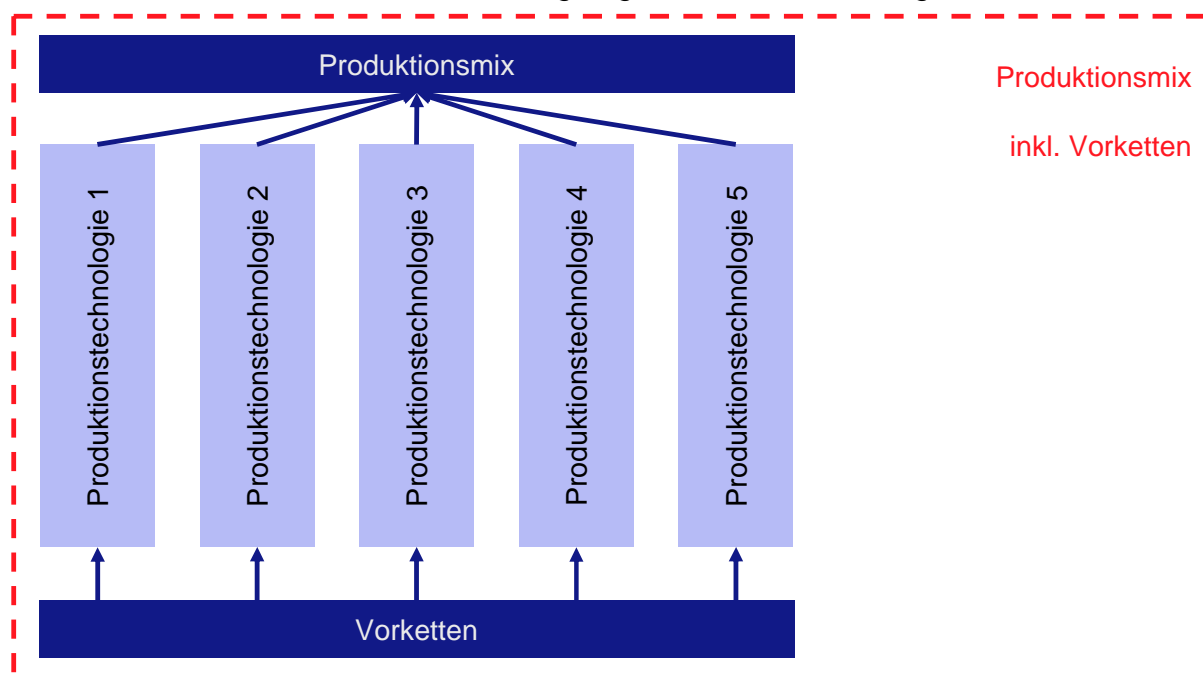 Produktionsmix
Produktionsmix
inkl. Vorketten
Produktionstechnologie 1
Produktionstechnologie 2
Produktionstechnologie 3
Produktionstechnologie 4
Produktionstechnologie 5
Vorketten